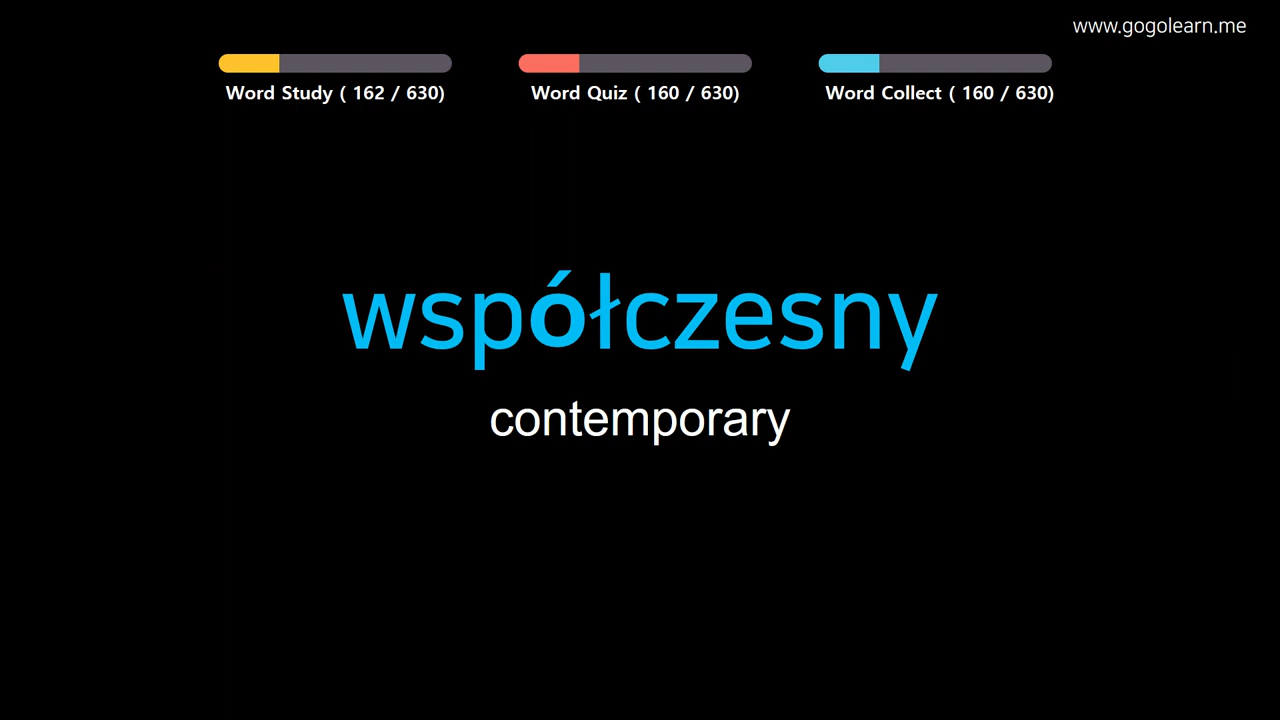 www.gogolearn.me
Word Study ( 162 / 630)
Word Quiz ( 160 / 630)
Word Collect ( 160 / 630)
współczesny
contemporary